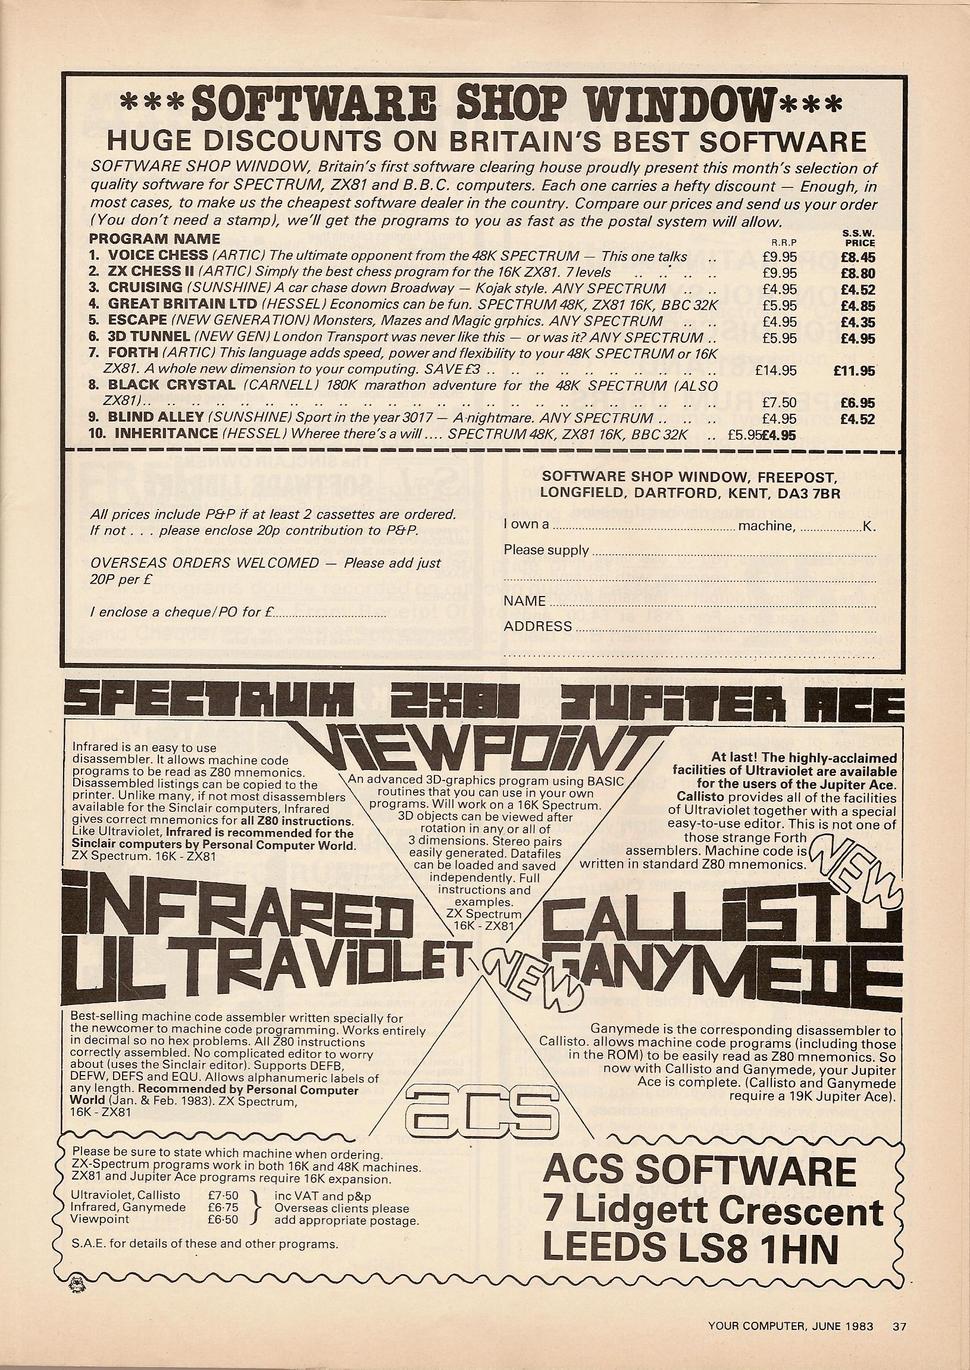 ***SOFTWARE SHOP WINDOW***
HUGE DISCOUNTS ON BRITAIN'S BEST SOFTWARE
SOFTWARE SHOP WINDOW, Britain's first software clearing house proudly present this month's selection of
quality software for SPECTRUM, ZX81 and B.B.C. computers. Each one carries a hefty discount — Enough, in
most cases, to make us the cheapest software dealer in the country. Compare our prices and send us your order
(You don't need a stamp), we'll get the programs to you as fast as the postal system will allow.
PROGRAM NAME R.R.P S.S.W. PRICE
1. VOICE CHESS (ARTIC) The ultimate opponent from the 48K SPECTRUM — This one talks .. £9.95 £8.45
2. ZX CHESS II (ARTIC) Simply the best chess program for the 16K ZX81. 7 levels .. .. .. £9.95 £8.80
3. CRUISING (SUNSHINE) A car chase down Broadway — Kojak style. ANY SPECTRUM .. .. £4.95 £4.52
4. GREAT BRITAIN LTD (HESSEL) Economics can be fun. SPECTRUM 48K, ZX81 16K, BBC 32K £5.95 £4.85
5. ESCAPE (NEW GENERATION) Monsters, Mazes and Magic grphics. ANY SPECTRUM .. .. £4.95 £4.35
6. 3D TUNNEL (NEW GEN) London Transport was never like this — or was it? ANY SPECTRUM .. £5.95 £4.95
7. FORTH (ARTIC) This language adds speed, power and flexibility to your 48K SPECTRUM or 16K
ZX81. A whole new dimension to your computing. SAVE £3 .. .. .. .. .. .. .. .. £14.95 £11.95
8. BLACK CRYSTAL (CARNELL) 180K marathon adventure for the 48K SPECTRUM (ALSO
ZX81).. .. .. .. .. .. .. .. .. .. .. .. .. .. .. .. .. .. £7.50 £6.95
9. BLIND ALLEY (SUNSHINE) Sport in the year 3017 — A nightmare. ANY SPECTRUM .. .. .. £4.95 £4.52
10. INHERITANCE (HESSEL) Wheree there's a will .... SPECTRUM 48K, ZX81 16K, BBC 32K .. £5.95£4.95
All prices include P&P if at least 2 cassettes are ordered.
If not . . . please enclose 20p contribution to P&P.
OVERSEAS ORDERS WELCOMED — Please add just
20P per £
I enclose a cheque/PO for £....................................
SOFTWARE SHOP WINDOW, FREEPOST,
LONGFIELD, DARTFORD, KENT, DA3 7BR
I own a .................................................. machine, .................K.
Please supply ..............................................................................
..............................................................................
NAME ..............................................................................
ADDRESS ..............................................................................
..............................................................................
SPECTRUM ZX81 JUPiTER ACE
ViEWPOiNT
Infrared is an easy to use
disassembler. It allows machine code
programs to be read as Z80 mnemonics.
Disassembled listings can be copied to the
printer. Unlike many, if not most disassemblers
available for the Sinclair computers, Infrared
gives correct mnemonics for all Z80 instructions.
Like Ultraviolet, Infrared is recommended for the
Sinclair computers by Personal Computer World.
ZX Spectrum. 16K - ZX81
An advanced 3D-graphics program using BASIC
routines that you can use in your own
programs. Will work on a 16K Spectrum.
3D objects can be viewed after
rotation in any or all of
3 dimensions. Stereo pairs
easily generated. Datafiles
can be loaded and saved
independently. Full
instructions and
examples.
ZX Spectrum
16K - ZX81
At last! The highly-acclaimed
facilities of Ultraviolet are available
for the users of the Jupiter Ace.
Callisto provides all of the facilities
of Ultraviolet together with a special
easy-to-use editor. This is not one of
those strange Forth
assemblers. Machine code is
written in standard Z80 mnemonics.
NEW
iNFRARED
ULTRAViOLET
CALLiSTO
GANYMEDE
NEW
Best-selling machine code assembler written specially for
the newcomer to machine code programming. Works entirely
in decimal so no hex problems. All Z80 instructions
correctly assembled. No complicated editor to worry
about (uses the Sinclair editor). Supports DEFB,
DEFW, DEFS and EQU. Allows alphanumeric labels of
any length. Recommended by Personal Computer
World (Jan. & Feb. 1983). ZX Spectrum,
16K - ZX81
Ganymede is the corresponding disassembler to
Callisto. allows machine code programs (including those
in the ROM) to be easily read as Z80 mnemonics. So
now with Callisto and Ganymede, your Jupiter
Ace is complete. (Callisto and Ganymede
require a 19K Jupiter Ace).
acs
Please be sure to state which machine when ordering.
ZX-Spectrum programs work in both 16K and 48K machines.
ZX81 and Jupiter Ace programs require 16K expansion.
Ultraviolet, Callisto £7·50 inc VAT and p&p
Infrared, Ganymede £6·75 Overseas clients please
Viewpoint £6·50 add appropriate postage.
S.A.E. for details of these and other programs.
ACS SOFTWARE
7 Lidgett Crescent
LEEDS LS8 1HN
YOUR COMPUTER, JUNE 1983 37